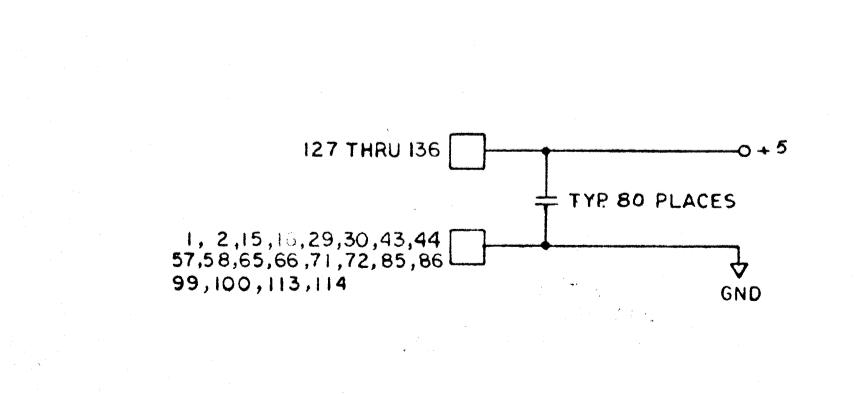 127 THRU 136
+ 5
TYP. 80 PLACES
1, 2,15,16,29,30,43,44
57,58,65,66,71,72,85,86
99,100,113,114
GND